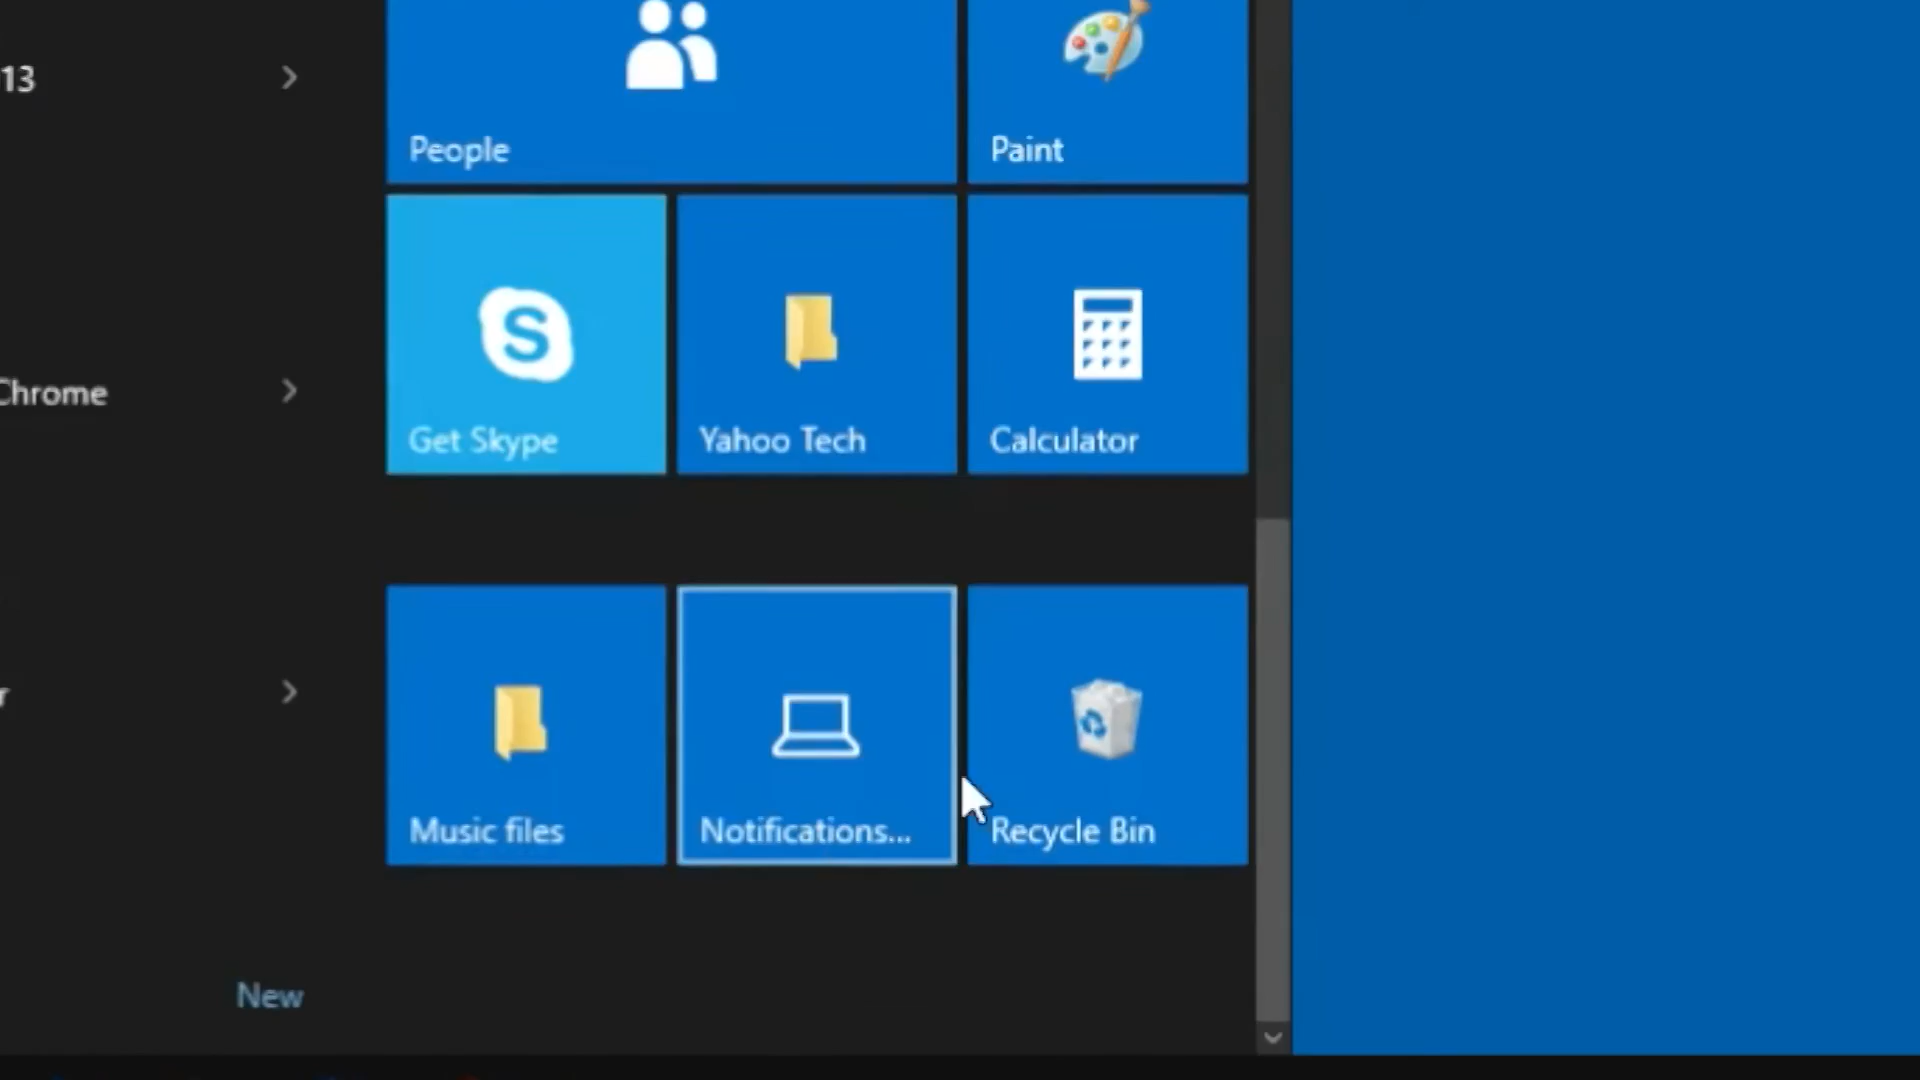 13
People
Paint
Chrome
Get Skype
Yahoo Tech
Calculator
r
Music files
Notifications...
Recycle Bin
New